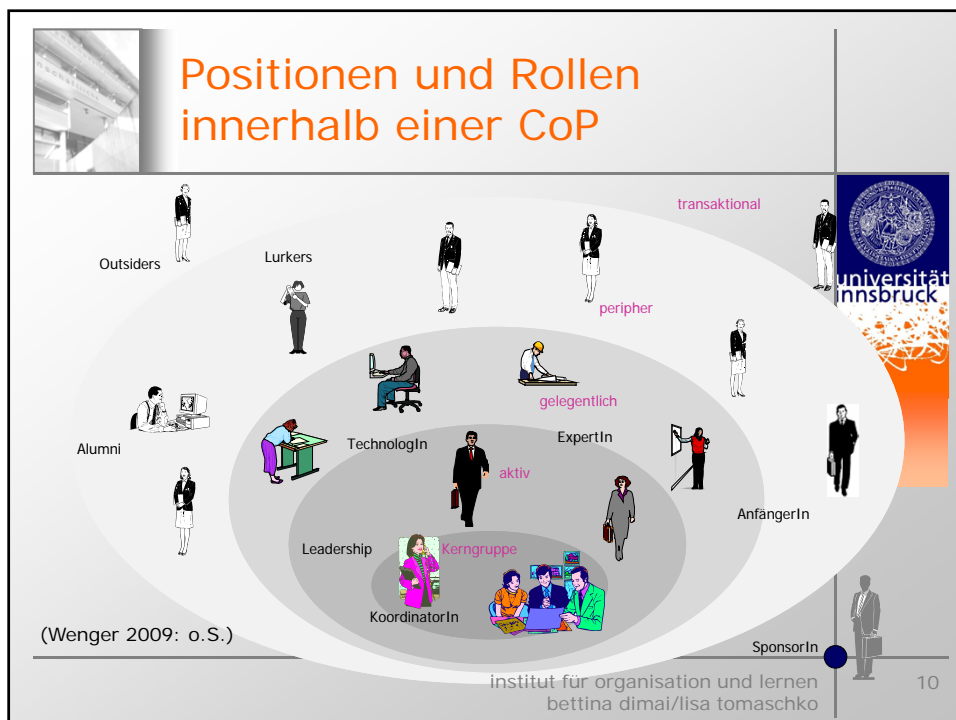 Positionen und Rollen
innerhalb einer CoP
transaktional
Outsiders
Lurkers
universität
innsbruck
peripher
gelegentlich
Alumni
TechnologIn
ExpertIn
aktiv
AnfängerIn
Leadership
Kerngruppe
KoordinatorIn
(Wenger 2009: o.S.)
SponsorIn
institut für organisation und lernen
bettina dimai/lisa tomaschko
10